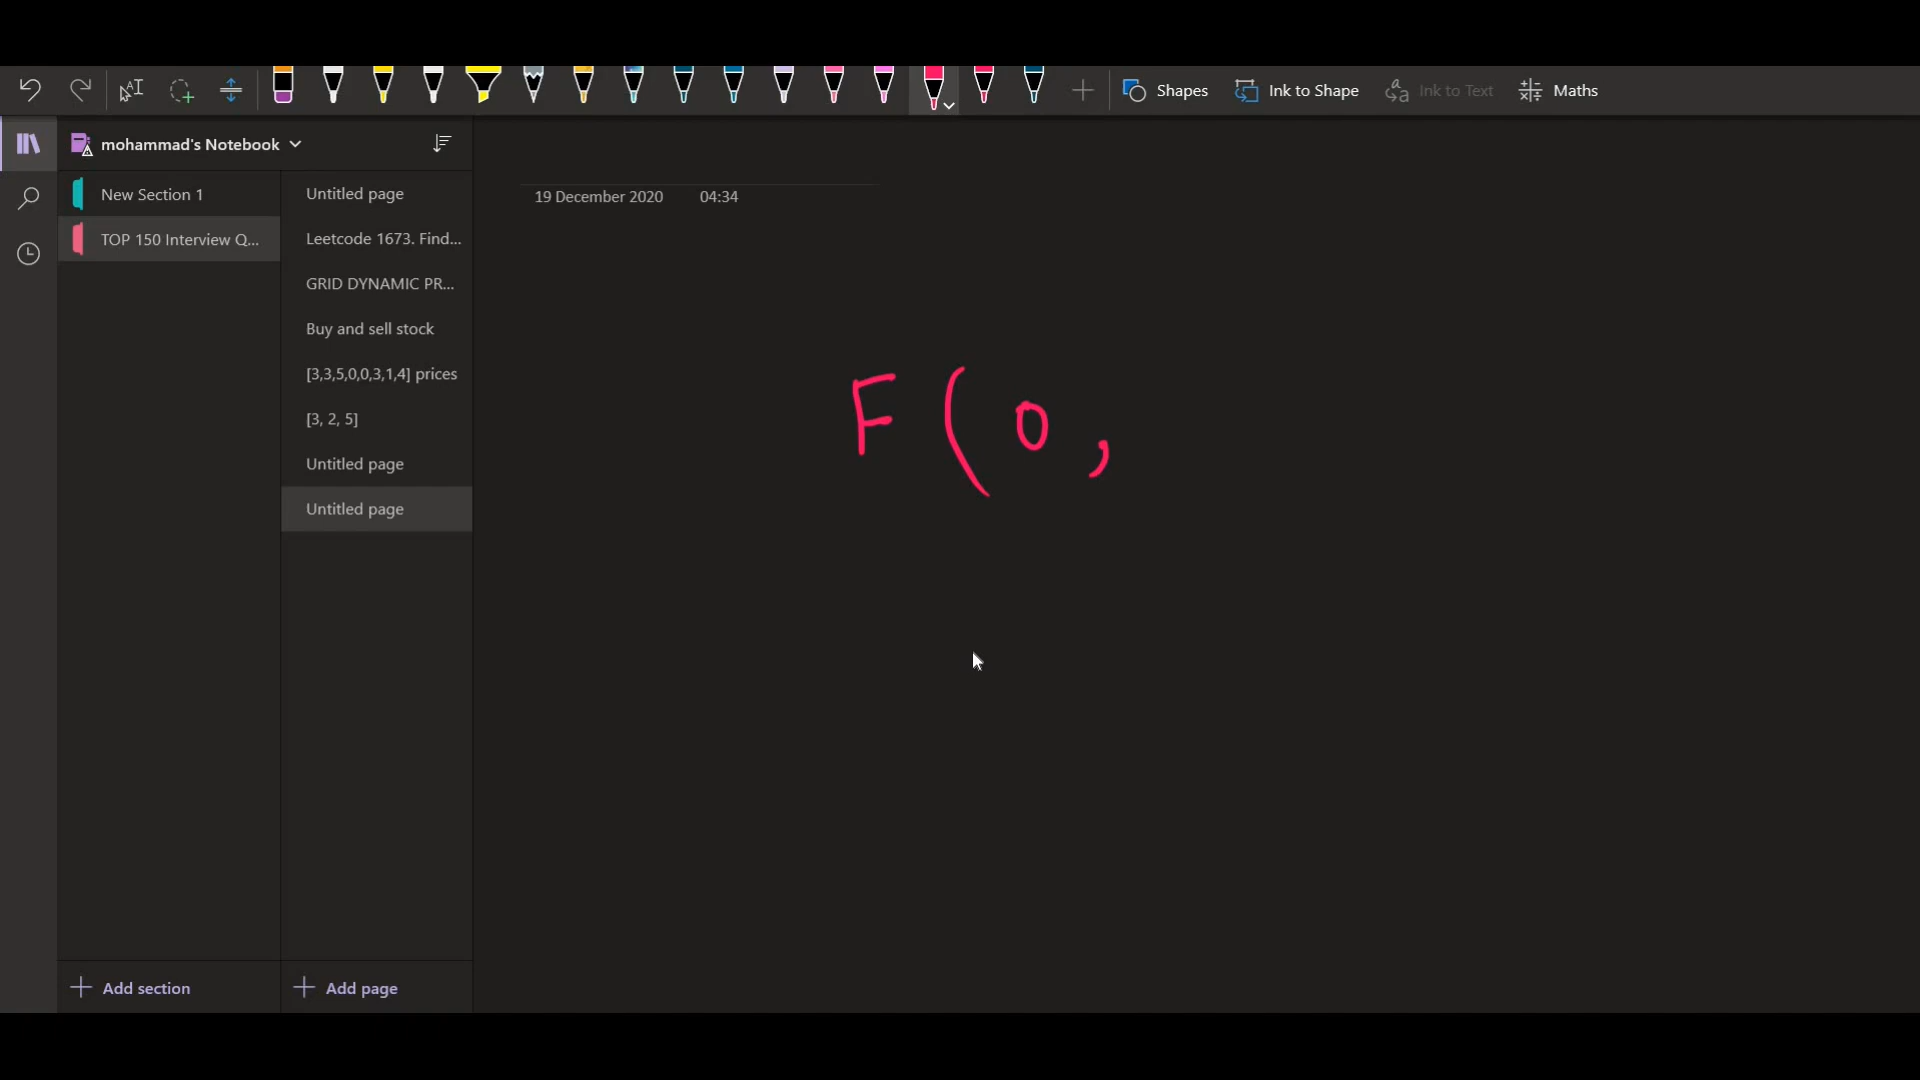 Shapes
Ink to Shape
Ink to Text
Maths
mohammad's Notebook
New Section 1
TOP 150 Interview Q...
Untitled page
Leetcode 1673. Find...
GRID DYNAMIC PR...
Buy and sell stock
[3,3,5,0,0,3,1,4] prices
[3, 2, 5]
Untitled page
Untitled page
19 December 2020 04:34
F ( 0 ,
Add section
Add page